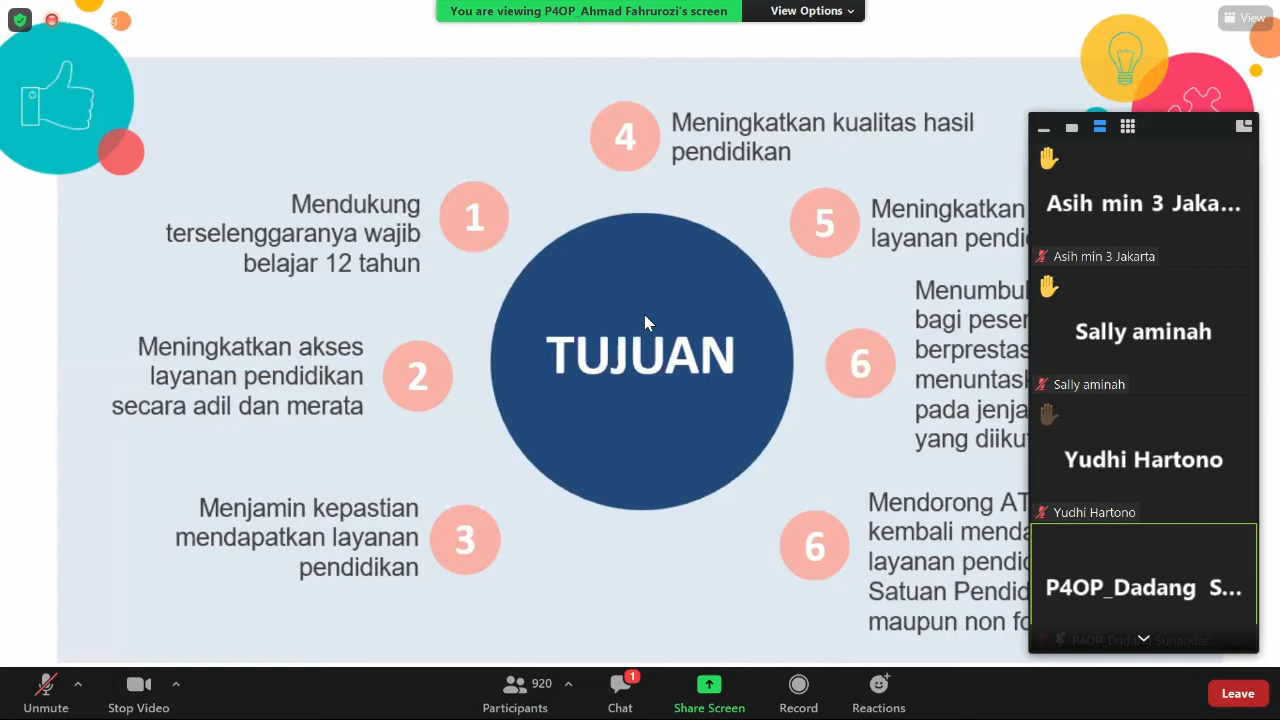 You are viewing P4OP_Ahmad Fahrurozi's screen
View Options
View
4
Meningkatkan kualitas hasil
pendidikan
1
Mendukung
terselenggaranya wajib
belajar 12 tahun
5
Meningkatkan
layanan pendi
2
Meningkatkan akses
layanan pendidikan
secara adil dan merata
TUJUAN
6
Menumbul
bagi peser
berprestas
menuntask
pada jenja
yang diiku
3
Menjamin kepastian
mendapatkan layanan
pendidikan
6
Mendorong AT
kembali menda
layanan pendid
Satuan Pendid
maupun non fo
Asih min 3 Jaka...
Asih min 3 Jakarta
Sally aminah
Sally aminah
Yudhi Hartono
Yudhi Hartono
P4OP_Dadang S...
P4OP_Dadang Sunandar
Unmute
Stop Video
920
Participants
1
Chat
Share Screen
Record
Reactions
Leave